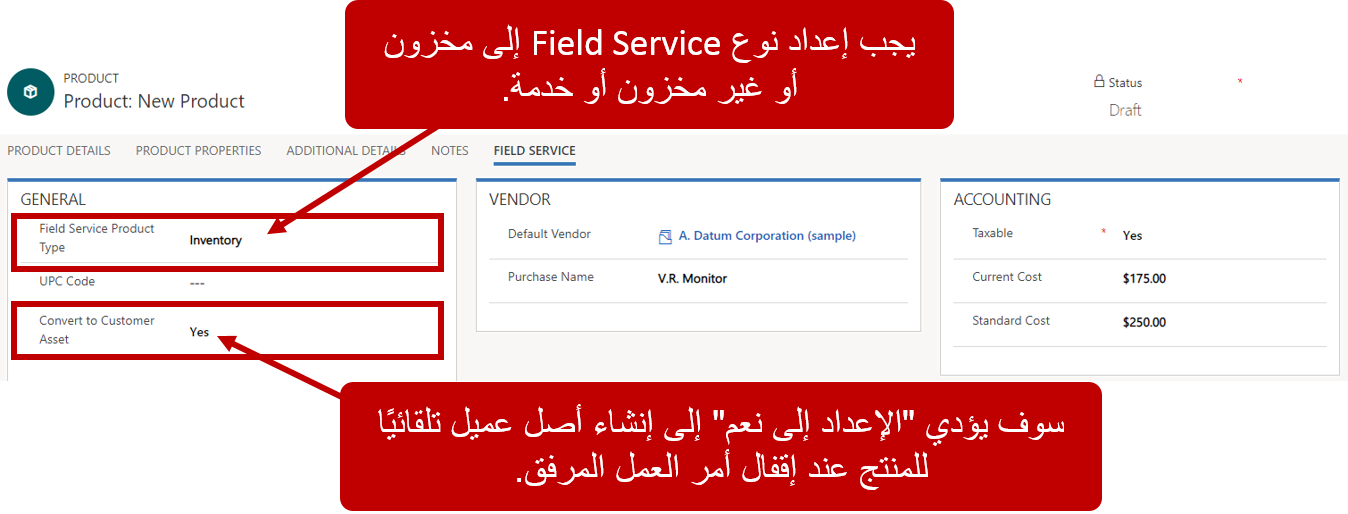 يجب إعداد نوع Field Service إلى مخزون
أو غير مخزون أو خدمة.
PRODUCT
Product: New Product
Status
*
Draft
PRODUCT DETAILS
PRODUCT PROPERTIES
ADDITIONAL DETAILS
NOTES
FIELD SERVICE
GENERAL
Field Service Product
Type
Inventory
UPC Code
---
Convert to Customer
Asset
Yes
VENDOR
Default Vendor
A. Datum Corporation (sample)
Purchase Name
V.R. Monitor
ACCOUNTING
Taxable
*
Yes
Current Cost
$175.00
Standard Cost
$250.00
سوف يؤدي "الإعداد إلى نعم" إلى إنشاء أصل عميل تلقائيًا
للمنتج عند إقفال أمر العمل المرفق.